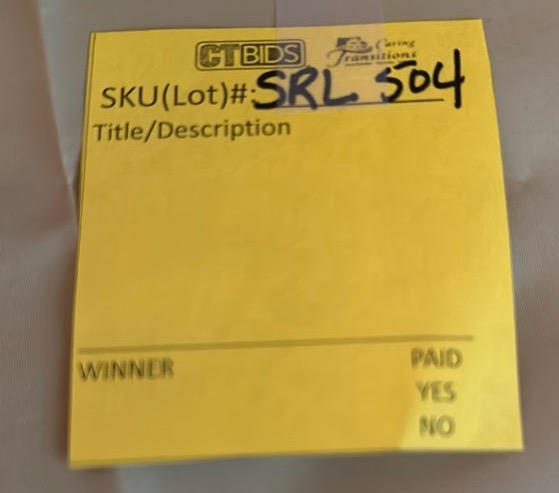 CTBIDS Caring Transitions
SKU(Lot)#: SRL 504
Title/Description
WINNER PAID
YES
NO